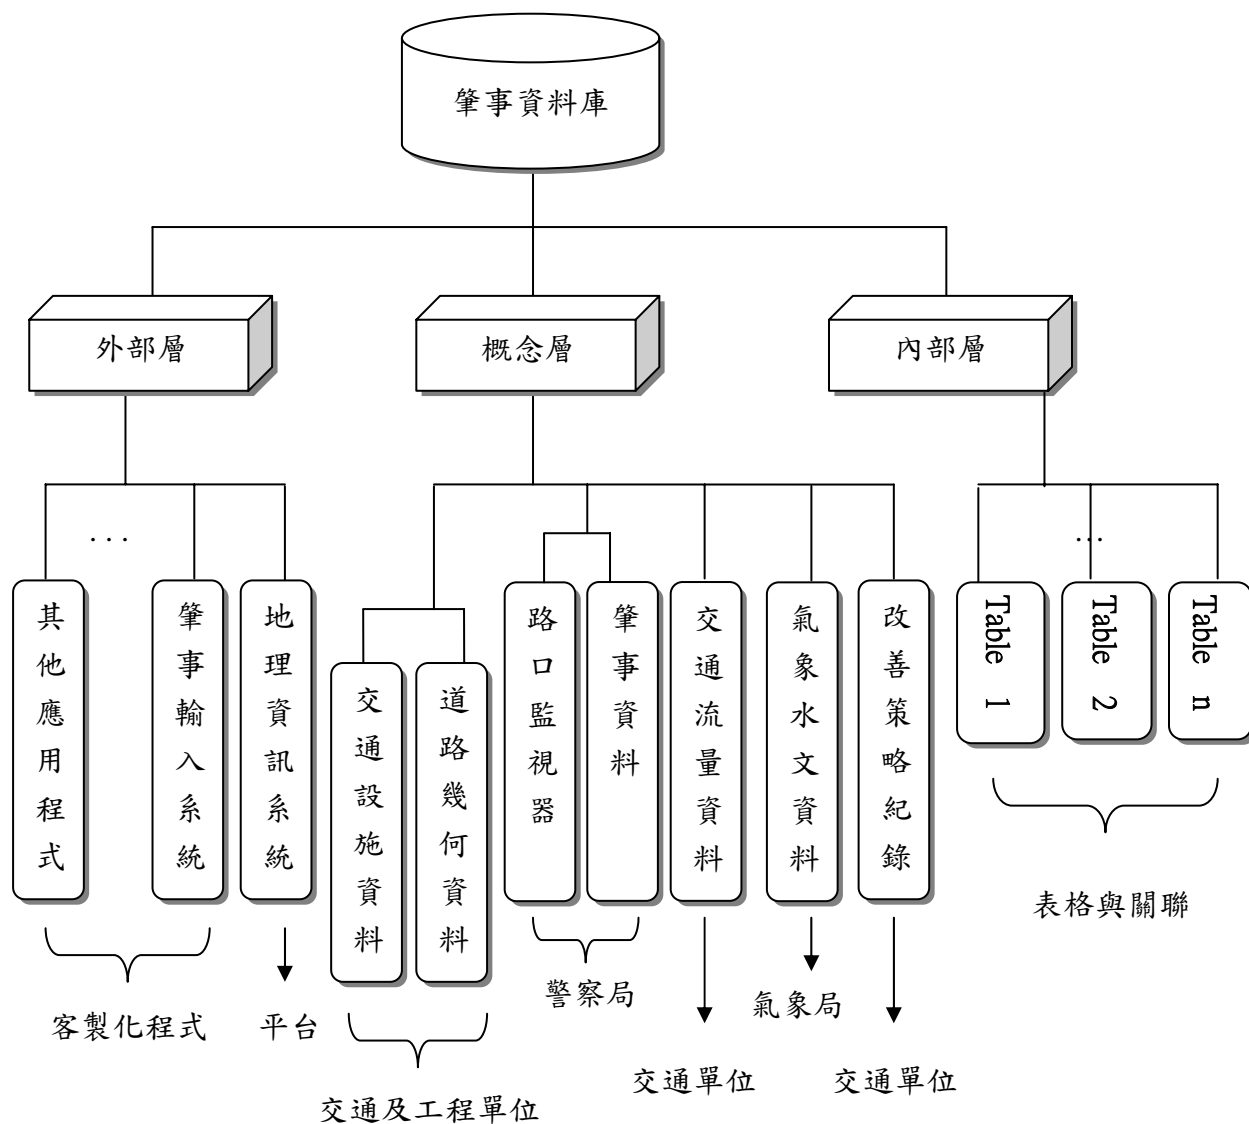 肇事資料庫
外部層
概念層
內部層
...
...
其他應用程式
肇事輸入系統
地理資訊系統
交通設施資料
道路幾何資料
路口監視器
肇事資料
交通流量資料
氣象水文資料
改善策略紀錄
Table 1
Table 2
Table n
表格與關聯
客製化程式
平台
警察局
氣象局
交通及工程單位
交通單位
交通單位